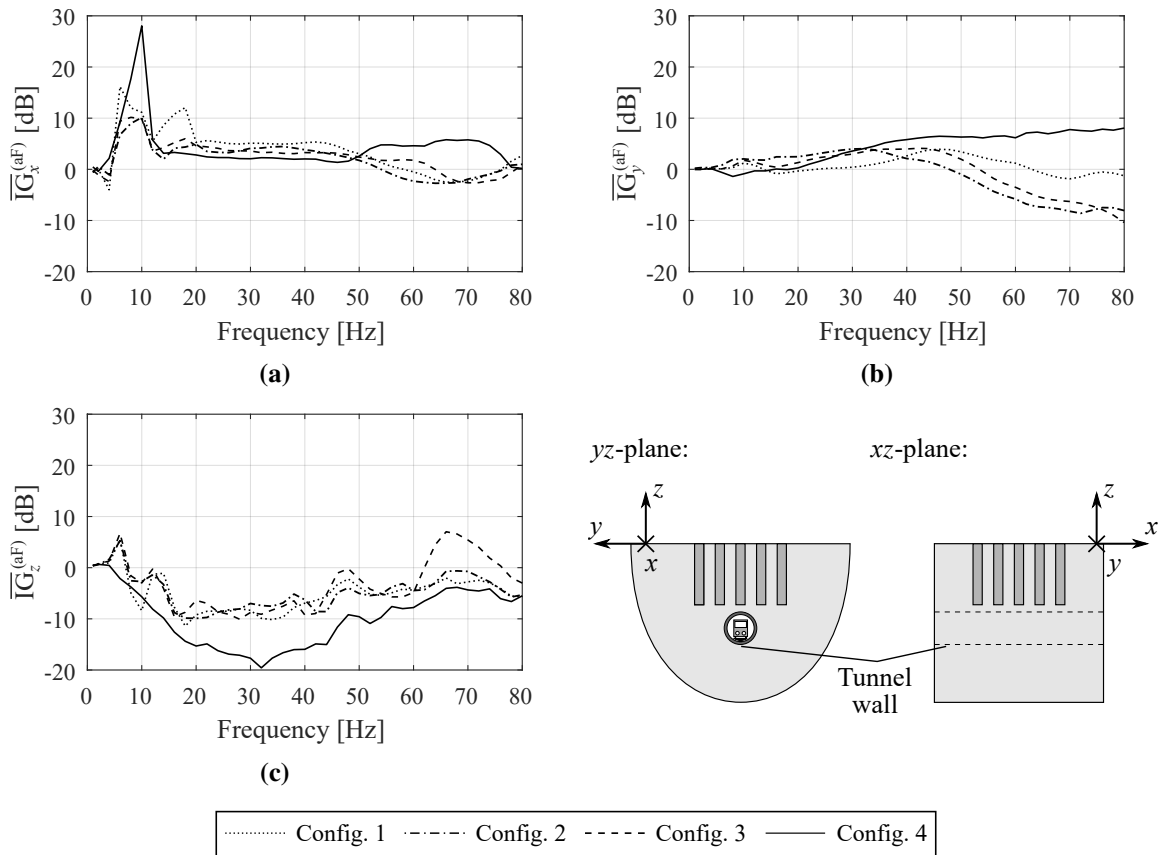 30
20
10
0
-10
-20
0 10 20 30 40 50 60 70 80
IG̅x(aF) [dB]
Frequency [Hz]
(a)
30
20
10
0
-10
-20
0 10 20 30 40 50 60 70 80
IG̅y(aF) [dB]
Frequency [Hz]
(b)
30
20
10
0
-10
-20
0 10 20 30 40 50 60 70 80
IG̅z(aF) [dB]
Frequency [Hz]
(c)
yz-plane: xz-plane:
z z
y x
x y
Tunnel
wall
Config. 1 Config. 2 Config. 3 Config. 4